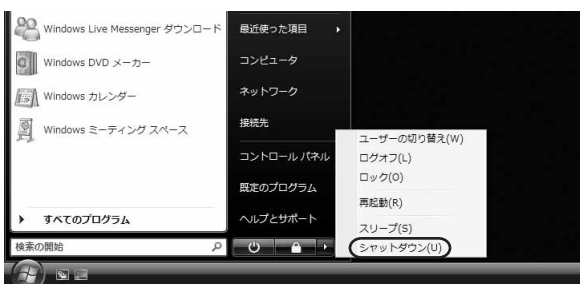 Windows Live Messenger ダウンロード
Windows DVD メーカー
Windows カレンダー
Windows ミーティング スペース
すべてのプログラム
検索の開始
最近使った項目
コンピュータ
ネットワーク
接続先
コントロール パネル
既定のプログラム
ヘルプとサポート
ユーザーの切り替え(W)
ログオフ(L)
ロック(O)
再起動(R)
スリープ(S)
シャットダウン(U)